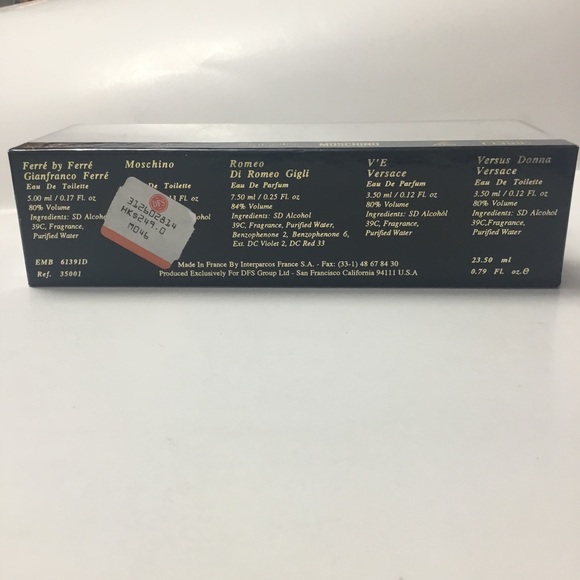 MOSCHINO
Ferré by Ferré
Gianfranco Ferré
Eau De Toilette
5.00 ml / 0.17 Fl. oz
80% Volume
Ingredients: SD Alcohol
39C, Fragrance,
Purified Water
Moschino
De Toilette
fl oz
Romeo
Di Romeo Gigli
Eau De Parfum
7.50 ml / 0.25 Fl oz
84% Volume
Ingredients: SD Alcohol
39C, Fragrance, Purified Water,
Benzophenone 2, Benzophenone 6,
Ext. DC Violet 2, DC Red 33
V'E
Versace
Eau De Parfum
3.50 ml / 0.12 Fl. oz
80% Volume
Ingredients: SD Alcohol
39C,Fragrance,
Purified Water
Versus Donna
Versace
Eau De Toilette
3.50 ml / 0.12 Fl oz
80% Volume
Ingredients: SD Alcohol
39C,Fragrance,
Purified Water
312602814
HK$249.0
M046
EMB 61391D
Ref. 35001
Made In France By Interparcos France S.A. - Fax: (33-1) 48 67 84 30
Produced Exclusively For DFS Group Ltd - San Francisco California 94111 U.S.A
23.50 ml
0.79 Fl. oz.e